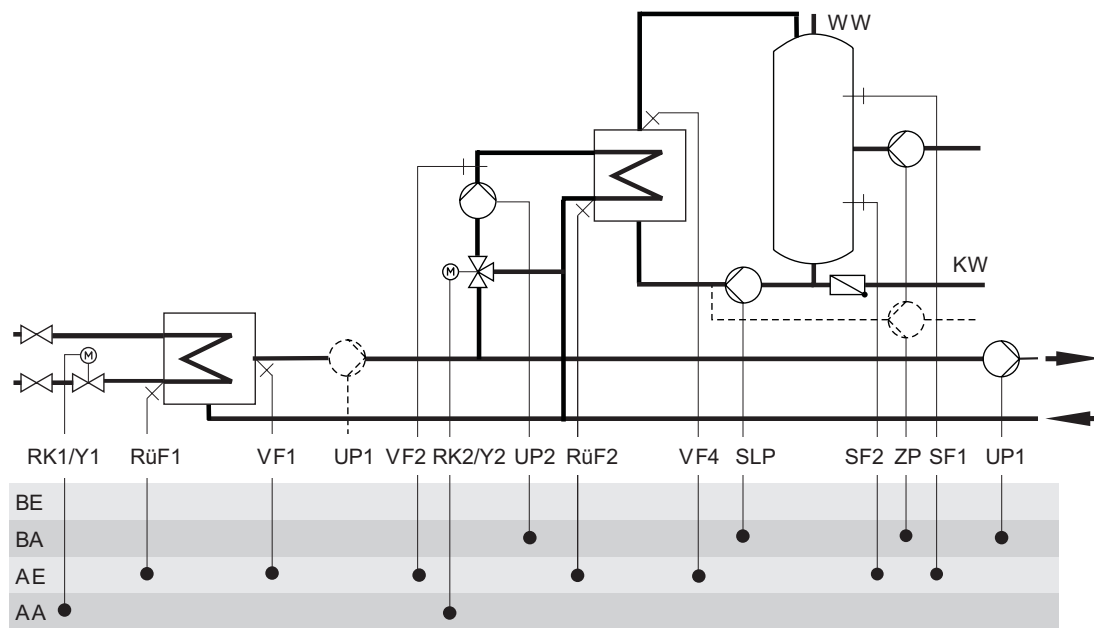 WW
KW
M
M
RK1/Y1 RüF1 VF1 UP1 VF2 RK2/Y2 UP2 RüF2 VF4 SLP SF2 ZP SF1 UP1
BE
BA
AE
AA